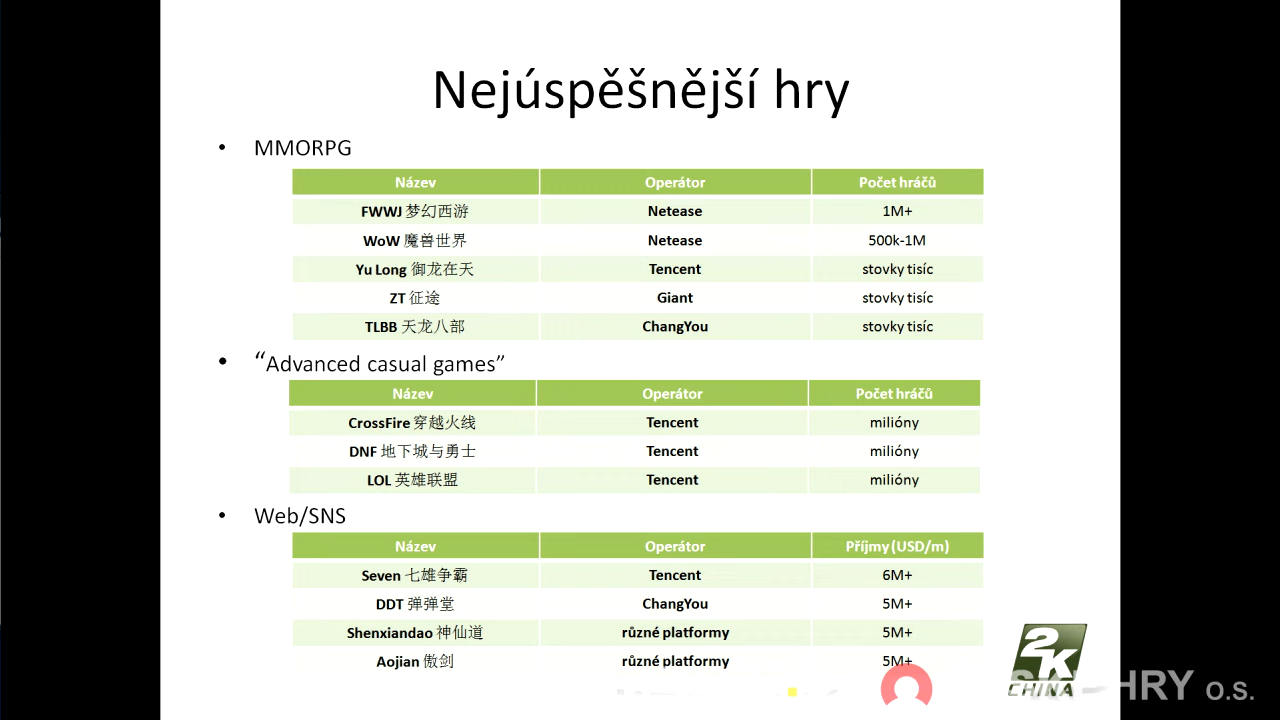 Nejúspěšnější hry
• MMORPG
Název Operátor Počet hráčů
FWWJ 梦幻西游 Netease 1M+
WoW 魔兽世界 Netease 500k-1M
Yu Long 御龙在天 Tencent stovky tisíc
ZT 征途 Giant stovky tisíc
TLBB 天龙八部 ChangYou stovky tisíc
• “Advanced casual games”
Název Operátor Počet hráčů
CrossFire 穿越火线 Tencent milióny
DNF 地下城与勇士 Tencent milióny
LOL 英雄联盟 Tencent milióny
• Web/SNS
Název Operátor Příjmy (USD/m)
Seven 七雄争霸 Tencent 6M+
DDT 弹弹堂 ChangYou 5M+
Shenxiandao 神仙道 různé platformy 5M+
Aojian 傲剑 různé platformy 5M+
2K
CHINA
HRY o.s.